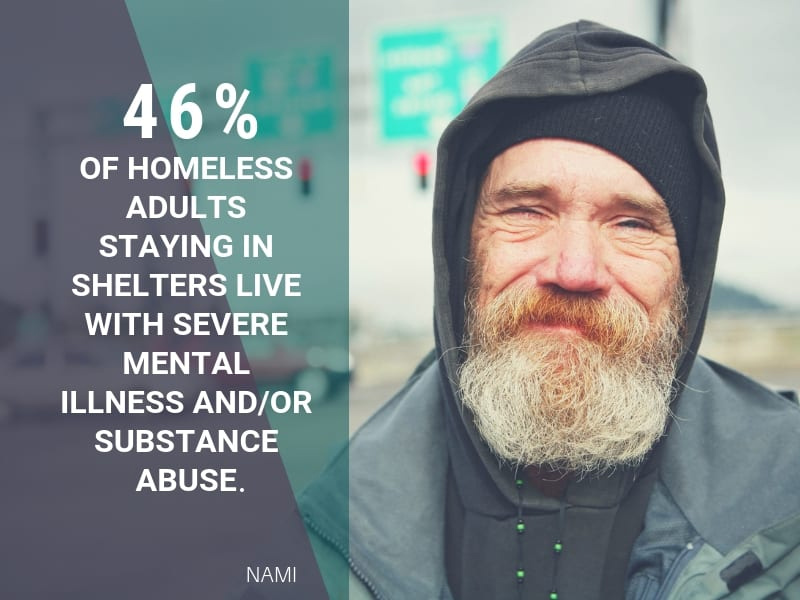 46%
OF HOMELESS
ADULTS
STAYING IN
SHELTERS LIVE
WITH SEVERE
MENTAL
ILLNESS AND/OR
SUBSTANCE
ABUSE.
NAMI